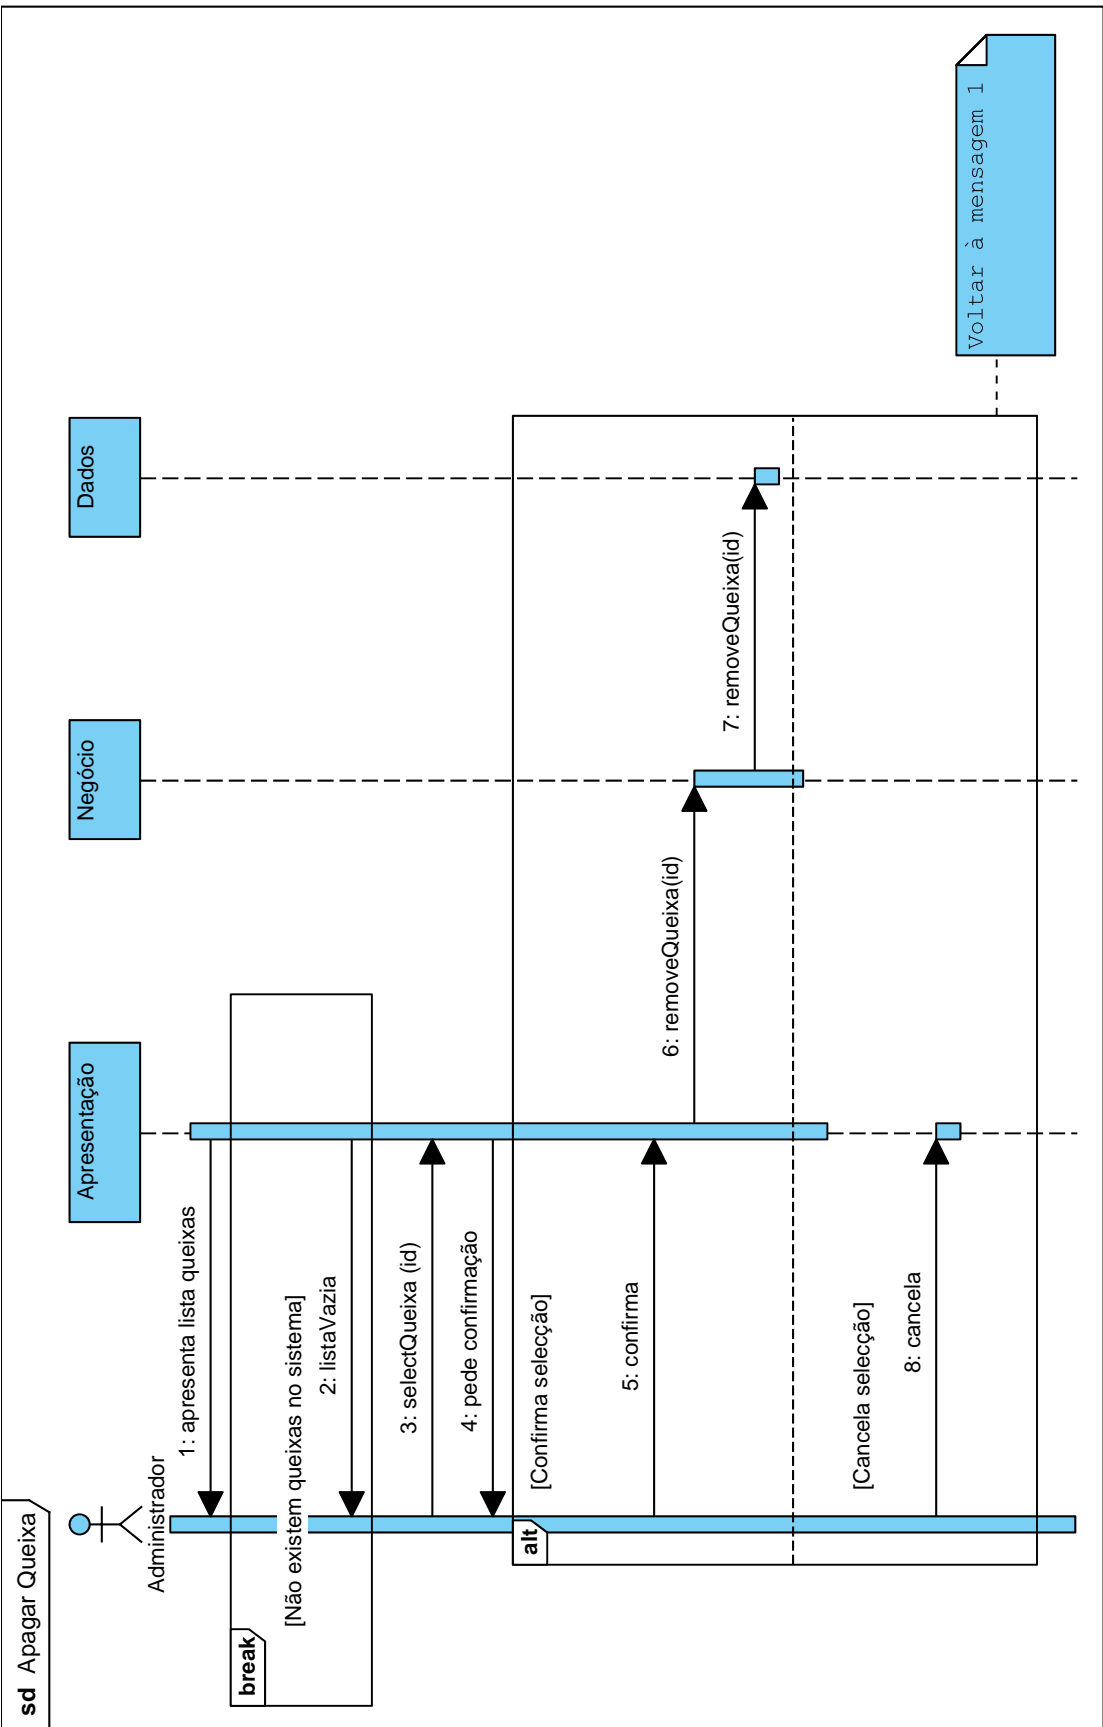 sd Apagar Queixa
Administrador
Apresentação
Negócio
Dados
1: apresenta lista queixas
break
[Não existem queixas no sistema]
2: listaVazia
3: selectQueixa (id)
4: pede confirmação
alt
[Confirma selecção]
5: confirma
6: removeQueixa(id)
7: removeQueixa(id)
[Cancela selecção]
8: cancela
Voltar à mensagem 1